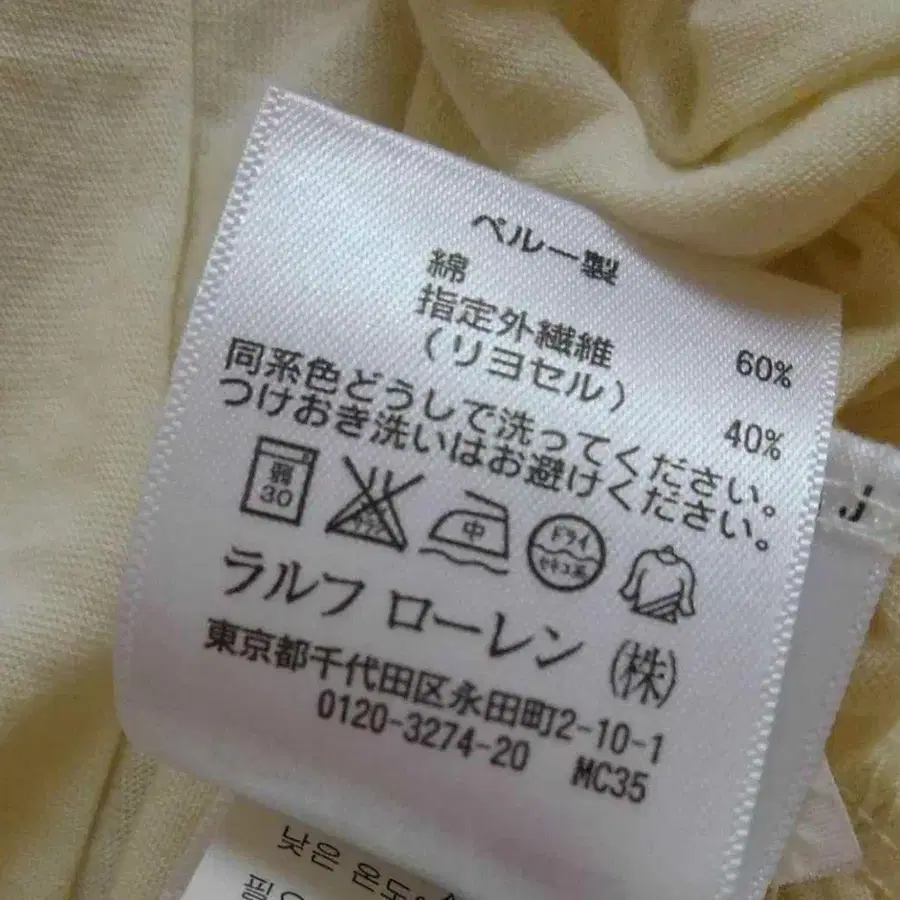 ペルー製
綿 60%
指定外繊維
(リヨセル) 40%
同系色どうしで洗ってください。
つけおき洗いはお避けください。
弱 30 中 ドライ セキユ系
ラルフ ローレン (株)
東京都千代田区永田町2-10-1
0120-3274-20 MC35
낮은 온도
필요
j